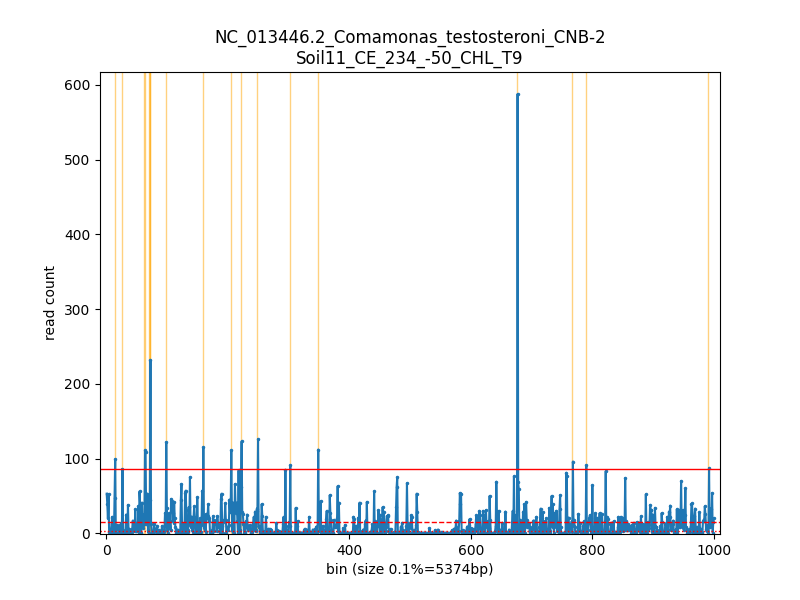 NC_013446.2_Comamonas_testosteroni_CNB-2
Soil11_CE_234_-50_CHL_T9
600
500
400
300
200
100
0
read count
0 200 400 600 800 1000
bin (size 0.1%=5374bp)